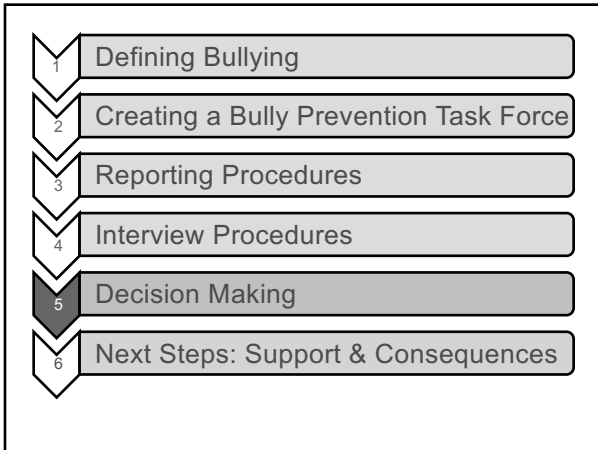 1 Defining Bullying
2 Creating a Bully Prevention Task Force
3 Reporting Procedures
4 Interview Procedures
5 Decision Making
6 Next Steps: Support & Consequences